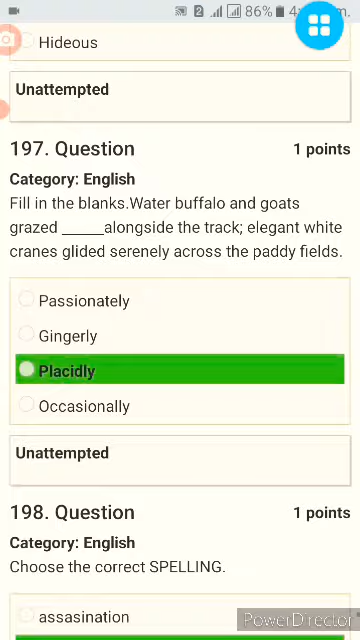 86%
Hideous
Unattempted
197. Question
1 points
Category: English
Fill in the blanks.Water buffalo and goats
grazed ______alongside the track; elegant white
cranes glided serenely across the paddy fields.
Passionately
Gingerly
Placidly
Occasionally
Unattempted
198. Question
1 points
Category: English
Choose the correct SPELLING.
assasination
PowerDirector